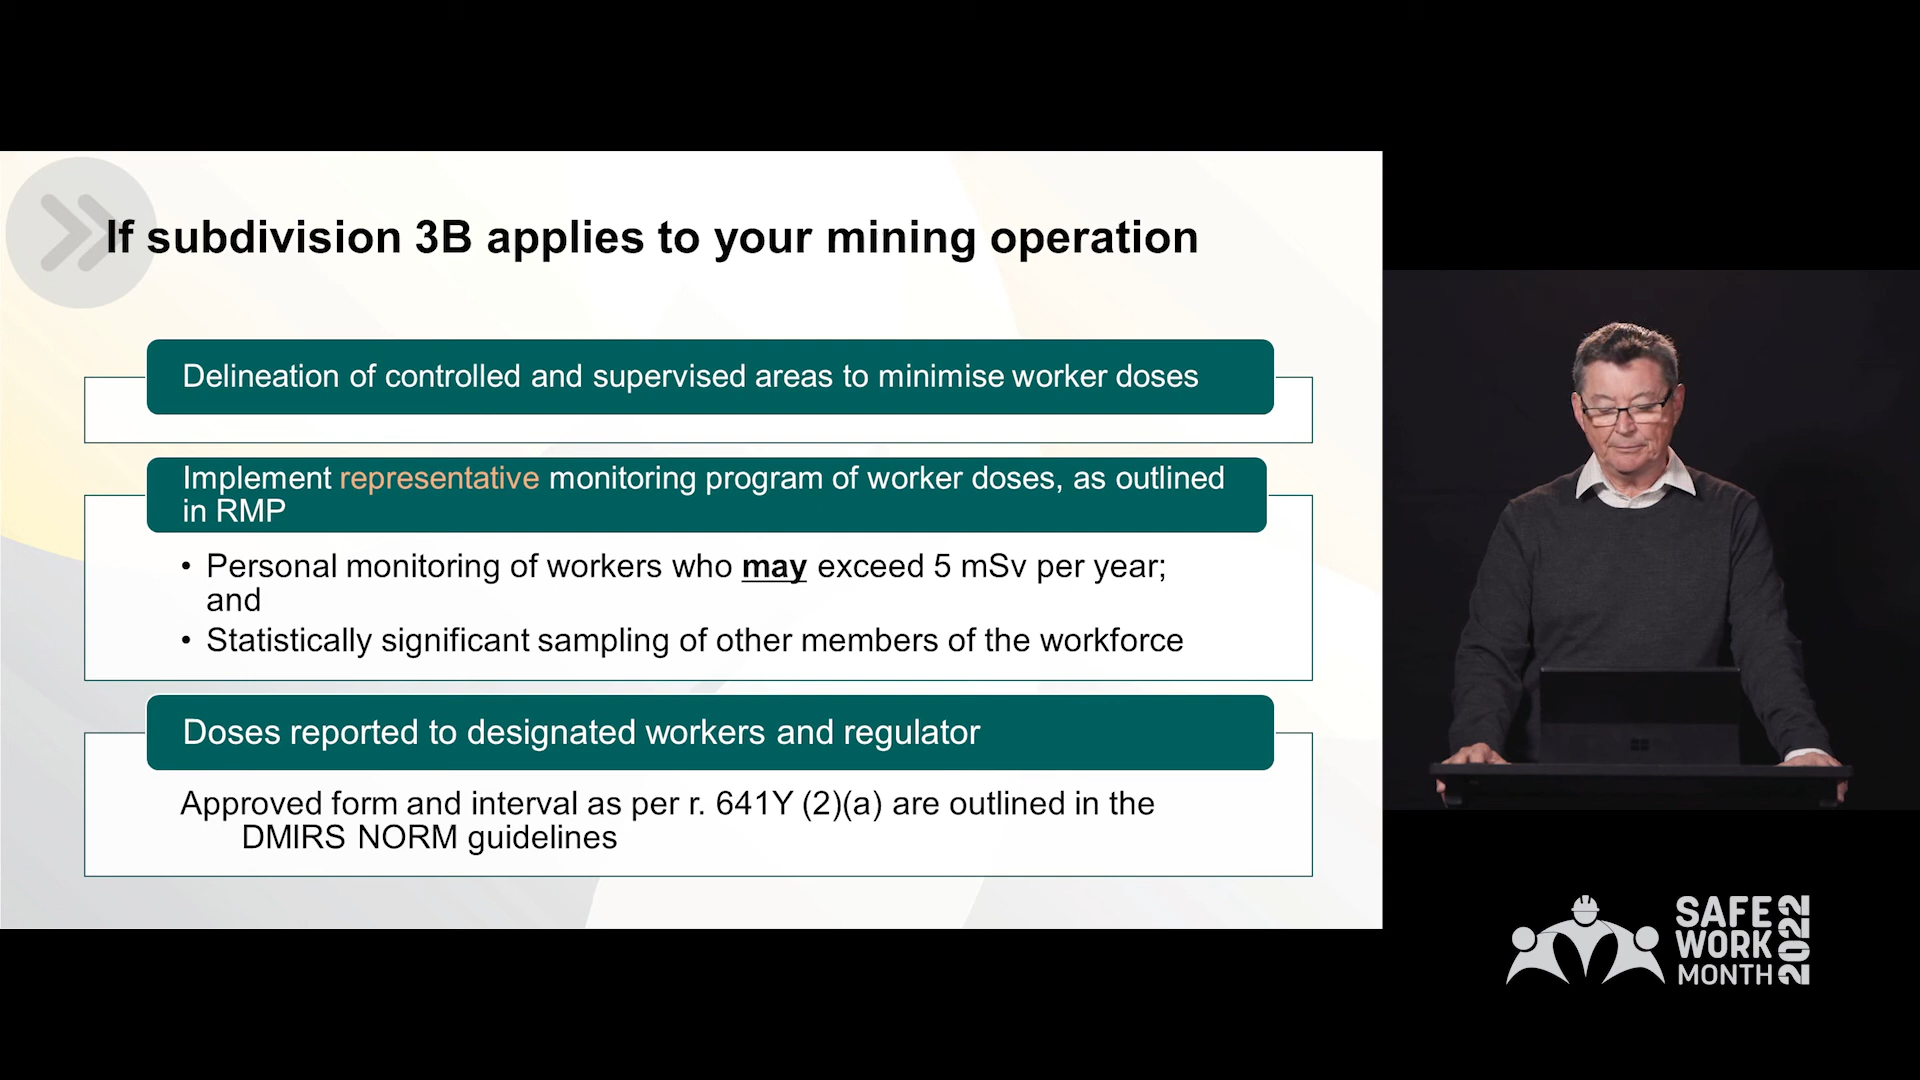 If subdivision 3B applies to your mining operation
Delineation of controlled and supervised areas to minimise worker doses
Implement representative monitoring program of worker doses, as outlined
in RMP
• Personal monitoring of workers who may exceed 5 mSv per year;
and
• Statistically significant sampling of other members of the workforce
Doses reported to designated workers and regulator
Approved form and interval as per r. 641Y (2)(a) are outlined in the
DMIRS NORM guidelines
SAFE
WORK
MONTH
2022